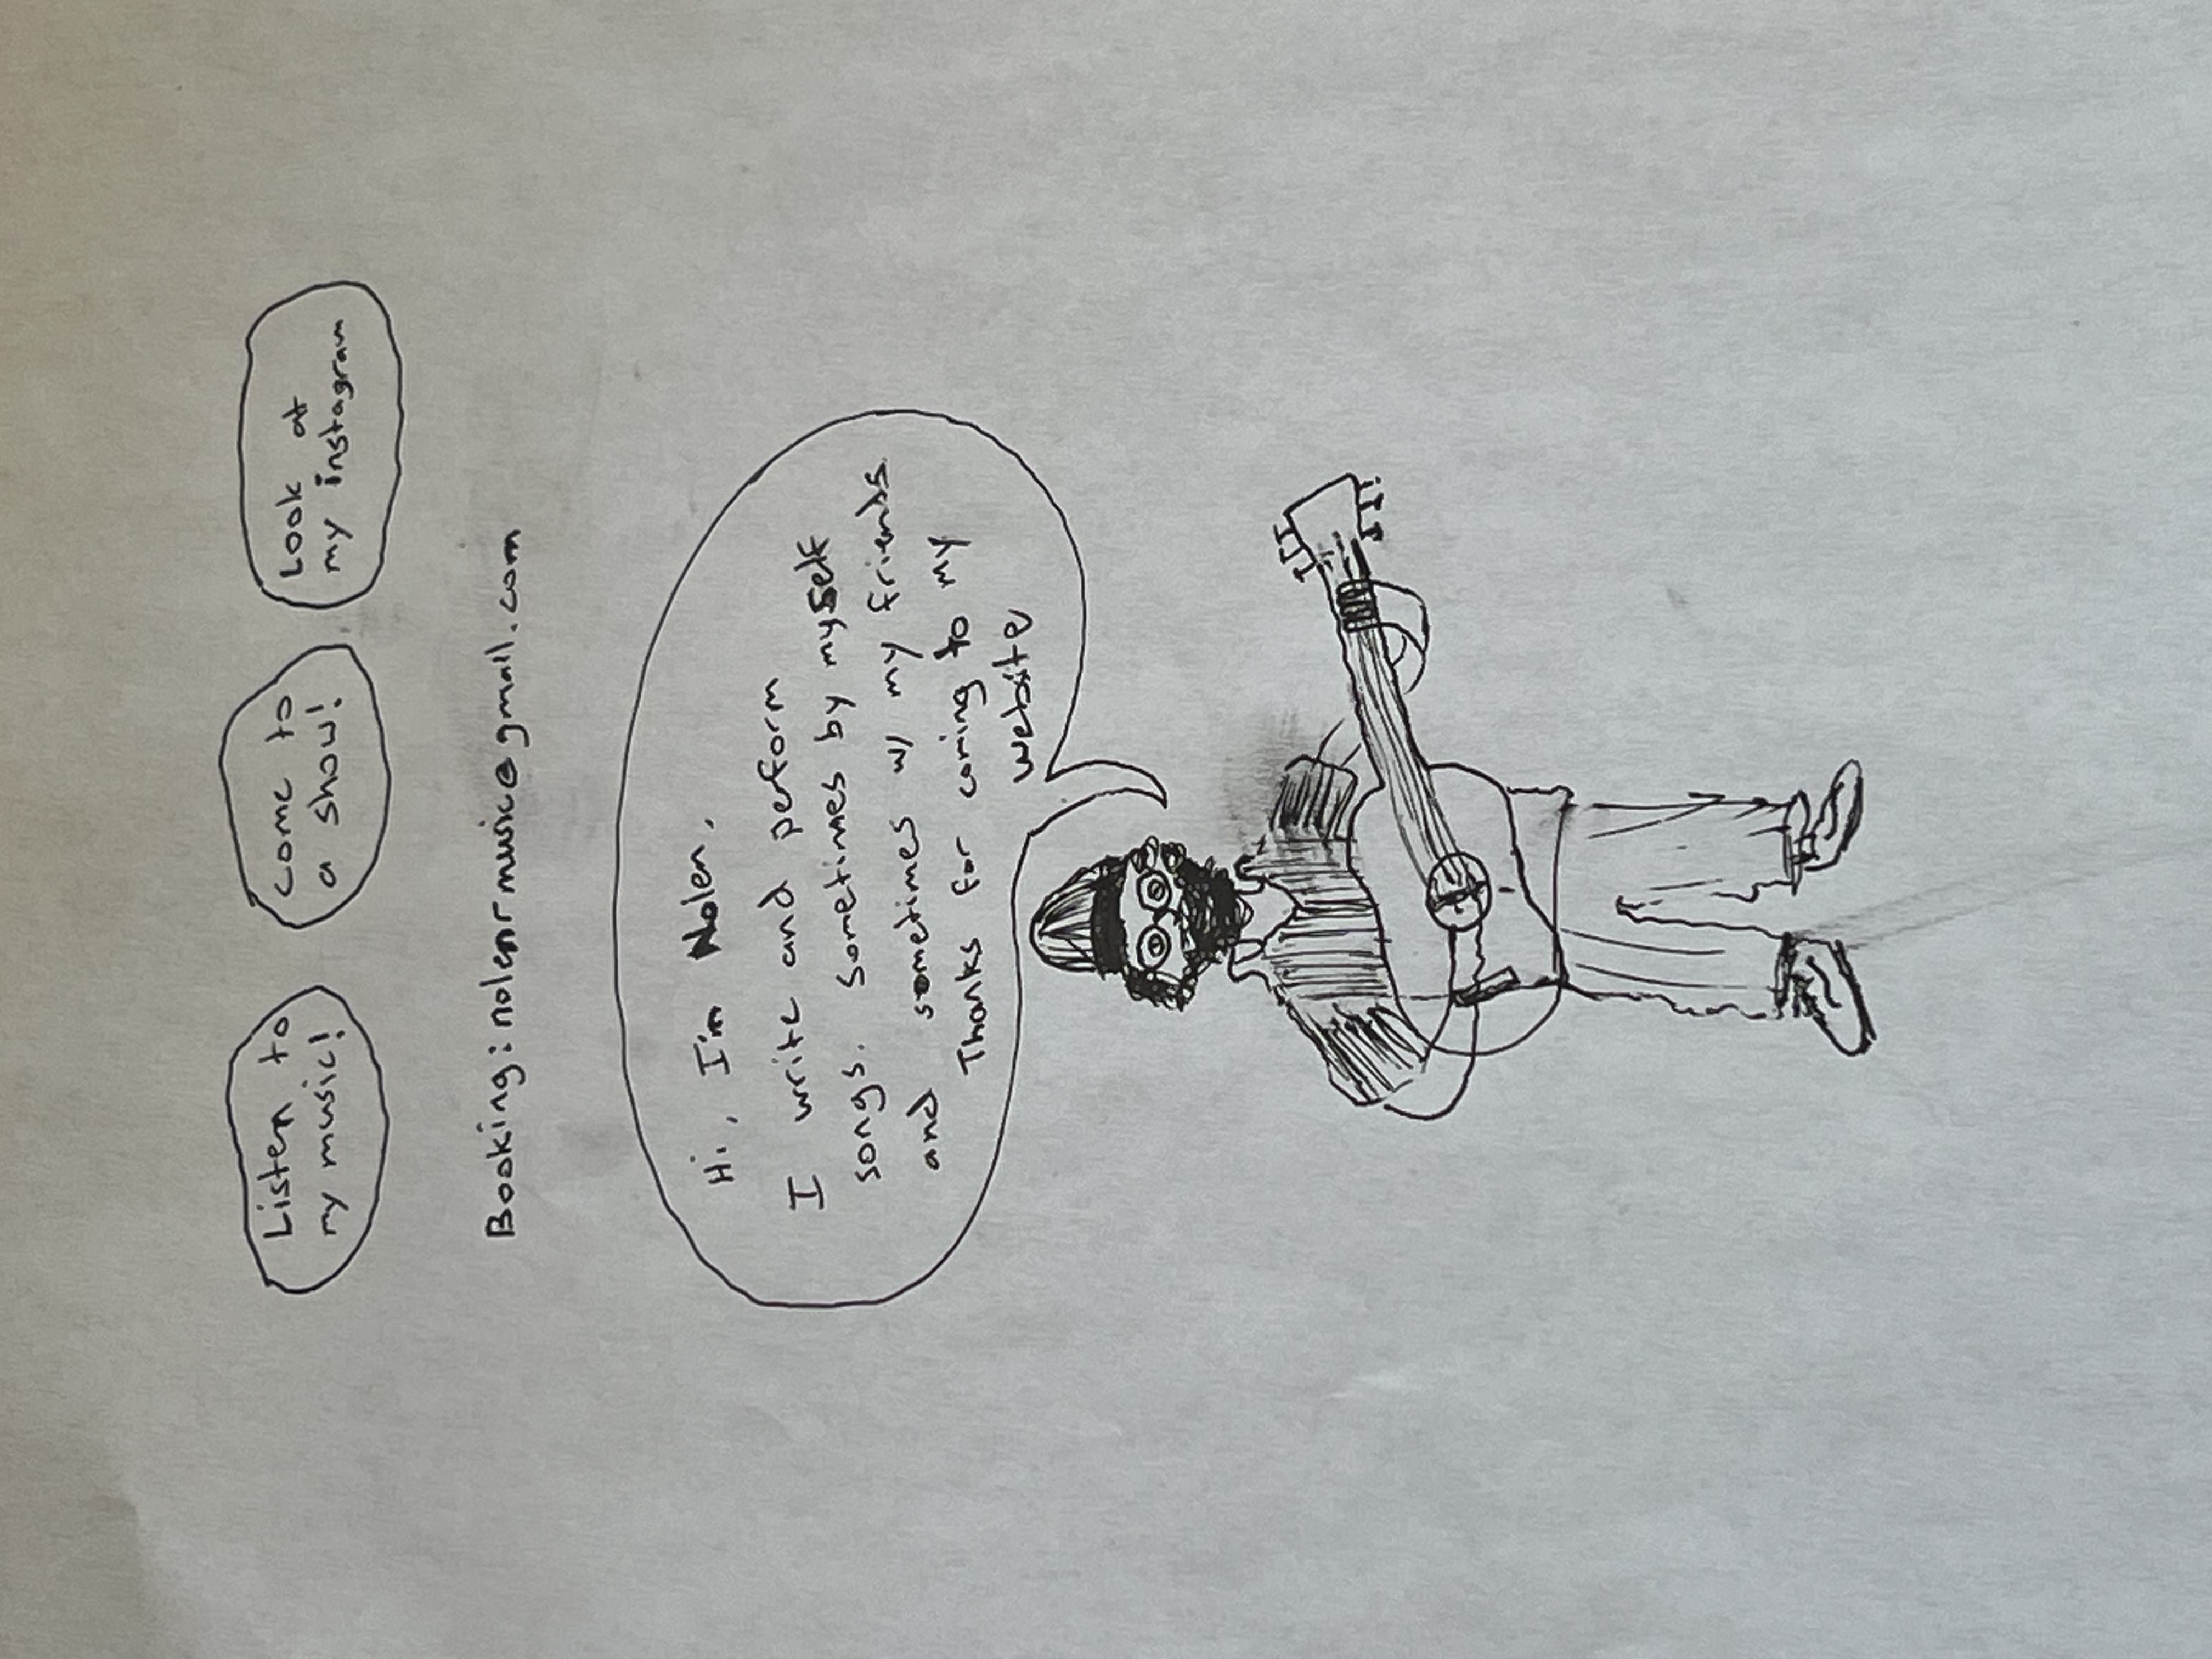 Listen to
my music!
come to
a show!
Look at
my instagram
Booking: nolenrmusic@gmail.com
Hi, I'm Nolen,
I write and perform
songs. Sometimes by myself
and sometimes w/ my friends
Thanks for coming to my
website